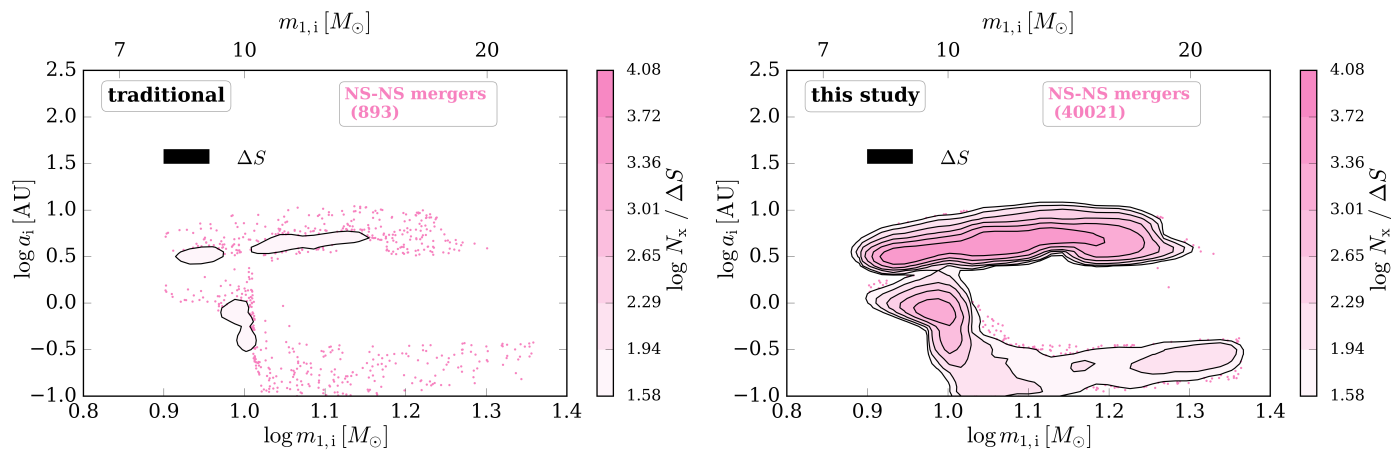 m1,i [M⊙]
7 10 20
traditional
NS-NS mergers
(893)
ΔS
log ai [AU]
2.5
2.0
1.5
1.0
0.5
0.0
−0.5
−1.0
0.8 0.9 1.0 1.1 1.2 1.3 1.4
log m1,i [M⊙]
4.08
3.72
3.36
3.01
2.65
2.29
1.94
1.58
log Nx / ΔS
m1,i [M⊙]
7 10 20
this study
NS-NS mergers
(40021)
ΔS
log ai [AU]
2.5
2.0
1.5
1.0
0.5
0.0
−0.5
−1.0
0.8 0.9 1.0 1.1 1.2 1.3 1.4
log m1,i [M⊙]
4.08
3.72
3.36
3.01
2.65
2.29
1.94
1.58
log Nx / ΔS